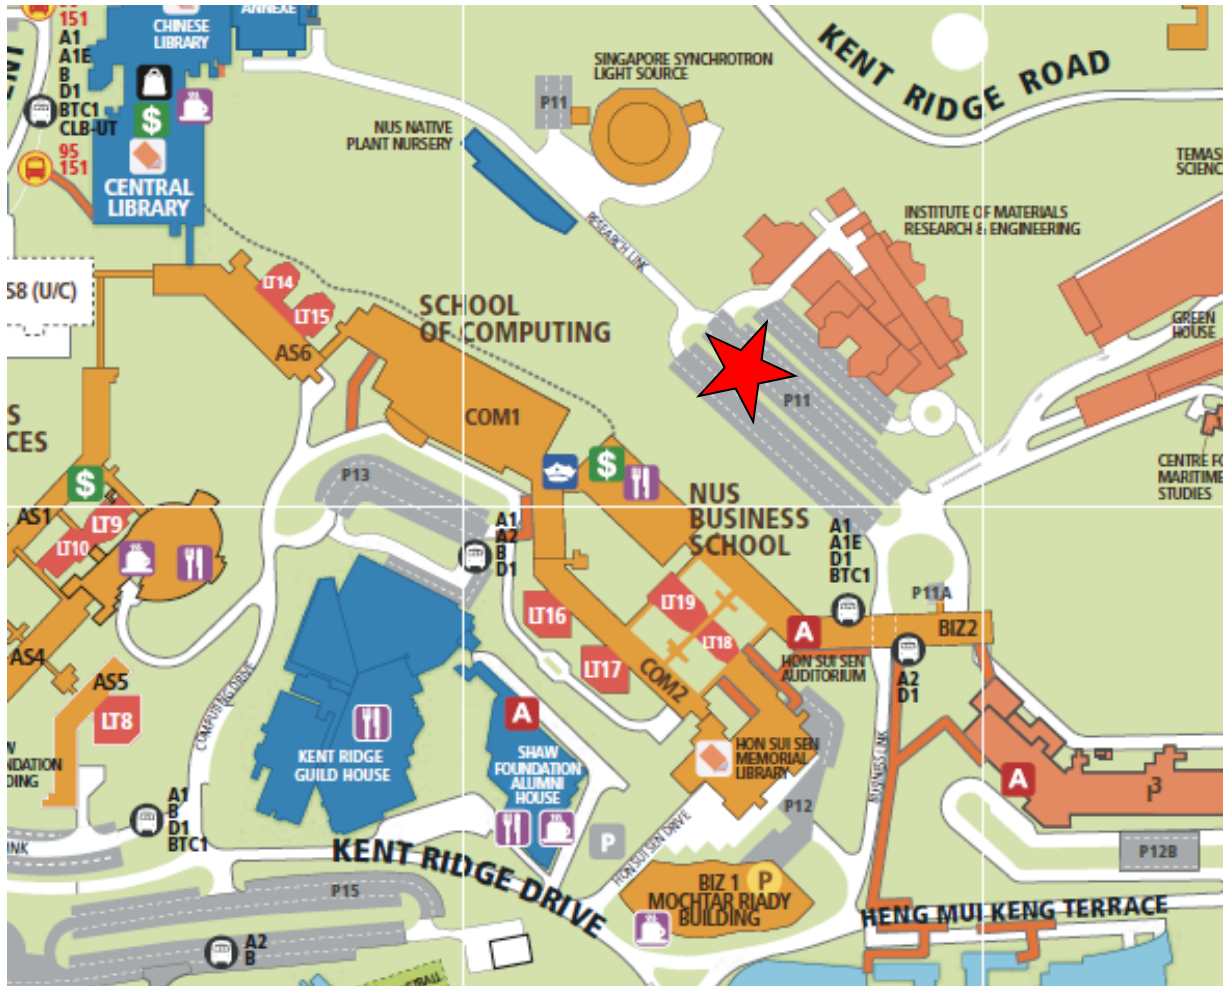 151
A1
A1E
B
D1
BTC1
CLB-UT
95
151
CHINESE
LIBRARY
ANNEXE
$
CENTRAL
LIBRARY
NUS NATIVE
PLANT NURSERY
P11
SINGAPORE SYNCHROTRON
LIGHT SOURCE
KENT RIDGE ROAD
RESEARCH LINK
INSTITUTE OF MATERIALS
RESEARCH & ENGINEERING
GREEN
HOUSE
CENTRE FO
MARITIME
STUDIES
S8 (U/C)
LT14
LT15
AS6
SCHOOL
OF COMPUTING
COM1
P11
P13
$
NUS
BUSINESS
SCHOOL
S
CES
$
AS1
LT9
LT10
A1
A2
B
D1
A1
A1E
D1
BTC1
P11A
BIZ2
LT16
LT17
LT19
LT18
COM2
A
HON SUI SEN
AUDITORIUM
A2
D1
AS4
AS5
LT8
COMPUTING DRIVE
KENT RIDGE
GUILD HOUSE
A
SHAW
FOUNDATION
ALUMNI
HOUSE
HON SUI SEN
MEMORIAL
LIBRARY
P12
BUSINESS LINK
A
3
P12B
NDATION
DING
A1
B
D1
BTC1
INK
P
HON SUI SEN DRIVE
KENT RIDGE DRIVE
BIZ 1
P
MOCHTAR RIADY
BUILDING
HENG MUI KENG TERRACE
P15
A2
B